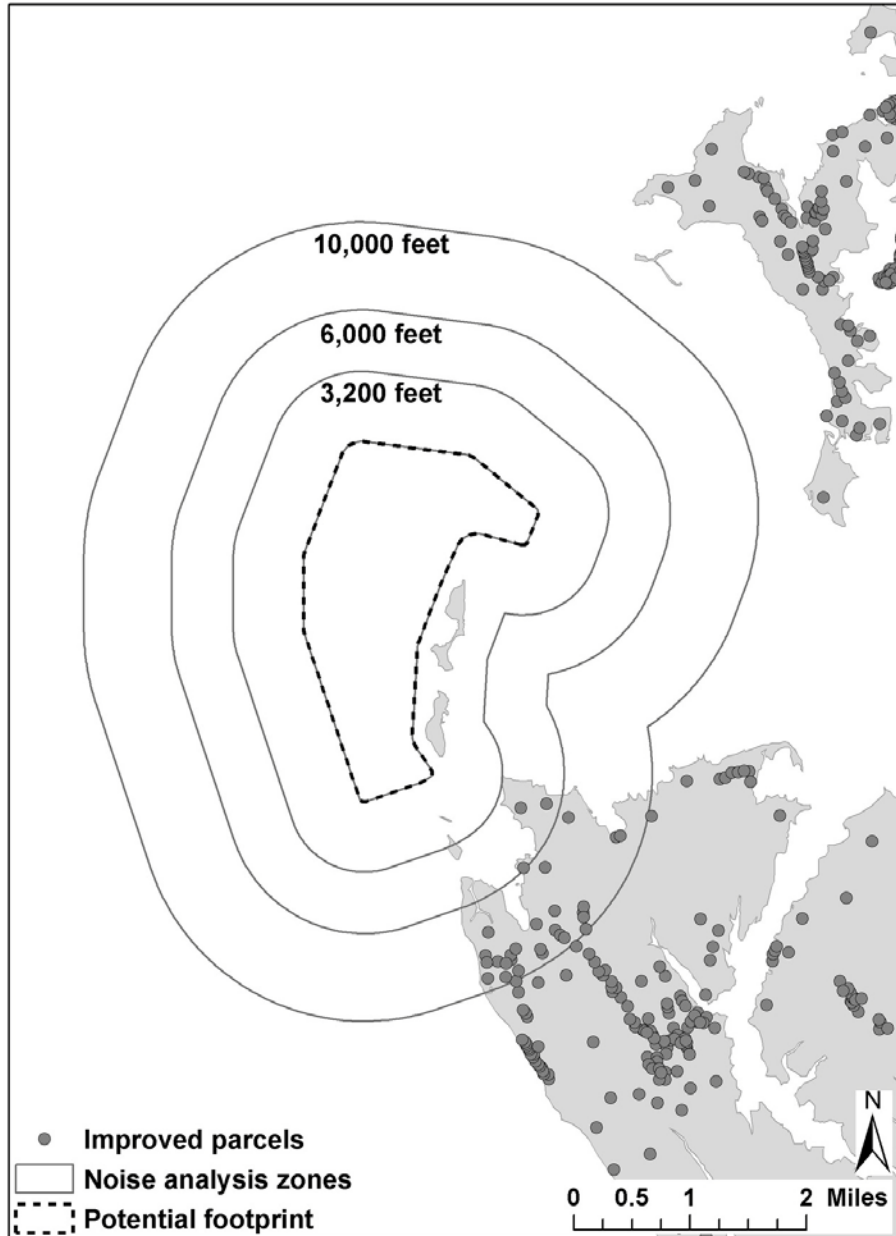 10,000 feet
6,000 feet
3,200 feet
N
Improved parcels
Noise analysis zones
Potential footprint
0 0.5 1 2 Miles